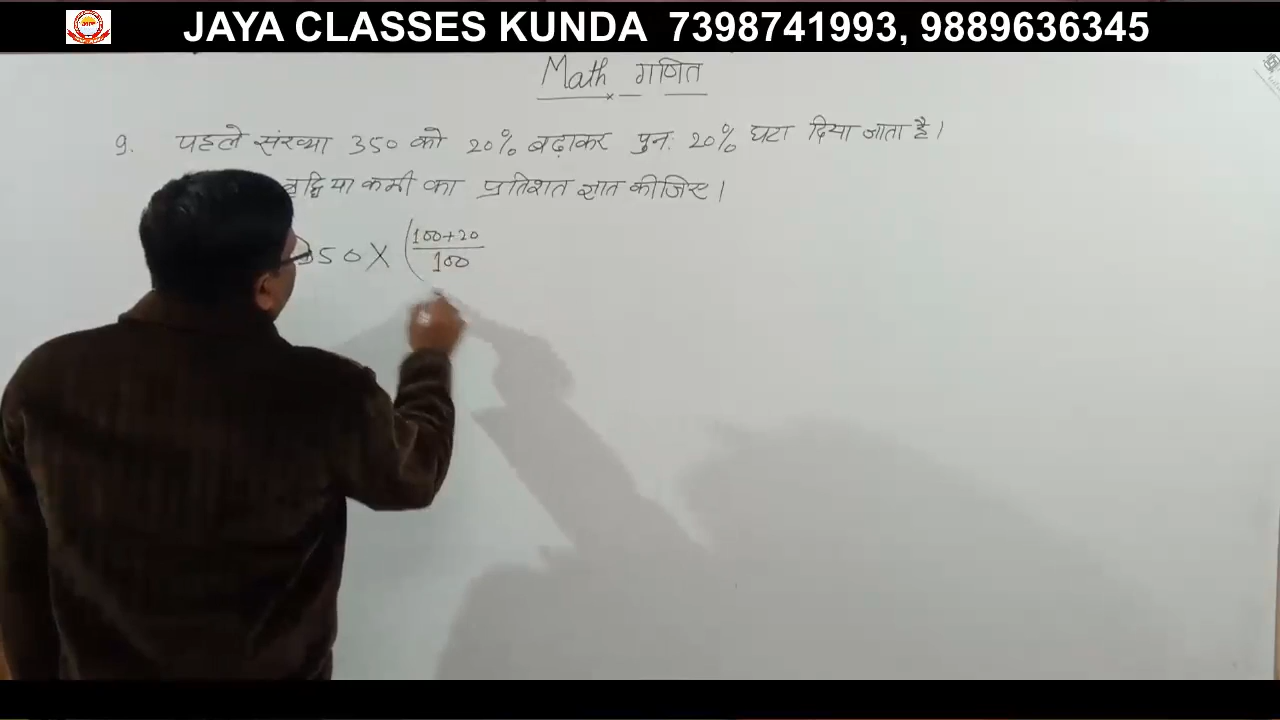 JAYA CLASSES KUNDA 7398741993, 9889636345
Math गणित
9. पहले संख्या 350 को 20% बढ़ाकर पुन: 20% घटा दिया जाता है।
वृद्धि या कमी का प्रतिशत ज्ञात कीजिए।
350 X (100+20
100